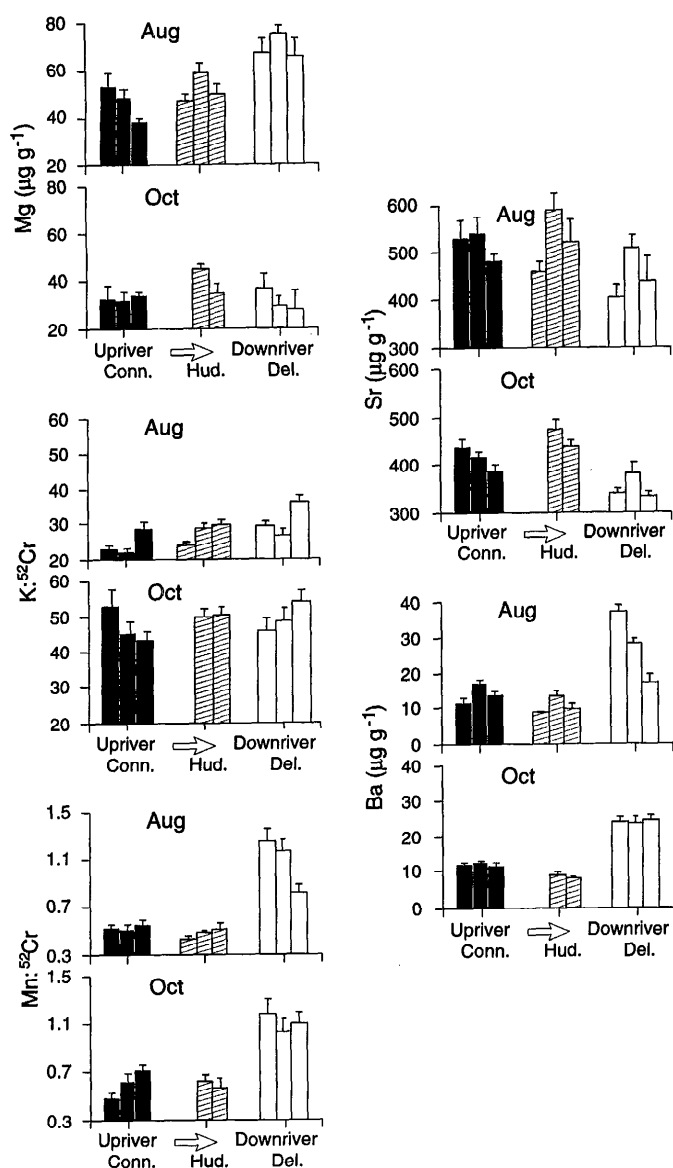 Mg (µg g⁻¹)
Aug
80
60
40
20
Oct
80
60
40
20
Upriver Downriver
Conn. Hud. Del.
K:⁵²Cr
Aug
60
50
40
30
20
Oct
60
50
40
30
20
Upriver Downriver
Conn. Hud. Del.
Mn:⁵²Cr
Aug
1.5
1.1
0.7
0.3
Oct
1.5
1.1
0.7
0.3
Upriver Downriver
Conn. Hud. Del.
Sr (µg g⁻¹)
Aug
600
500
400
300
Oct
600
500
400
300
Upriver Downriver
Conn. Hud. Del.
Ba (µg g⁻¹)
Aug
40
30
20
10
0
Oct
40
30
20
10
0
Upriver Downriver
Conn. Hud. Del.